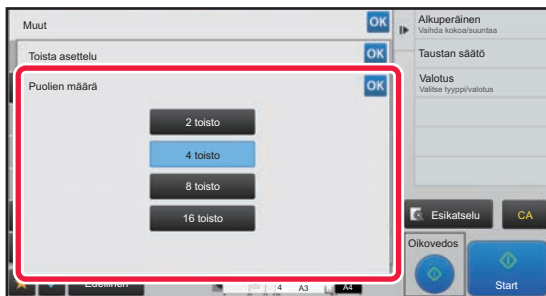 Muut
OK
Toista asettelu
OK
Puolien määrä
OK
2 toisto
4 toisto
8 toisto
16 toisto
Edellinen
4
A3
A4
Alkuperäinen
Vaihda kokoa/suuntaa
Taustan säätö
Valotus
Valitse tyyppi/valotus
Esikatselu
CA
Oikovedos
Start